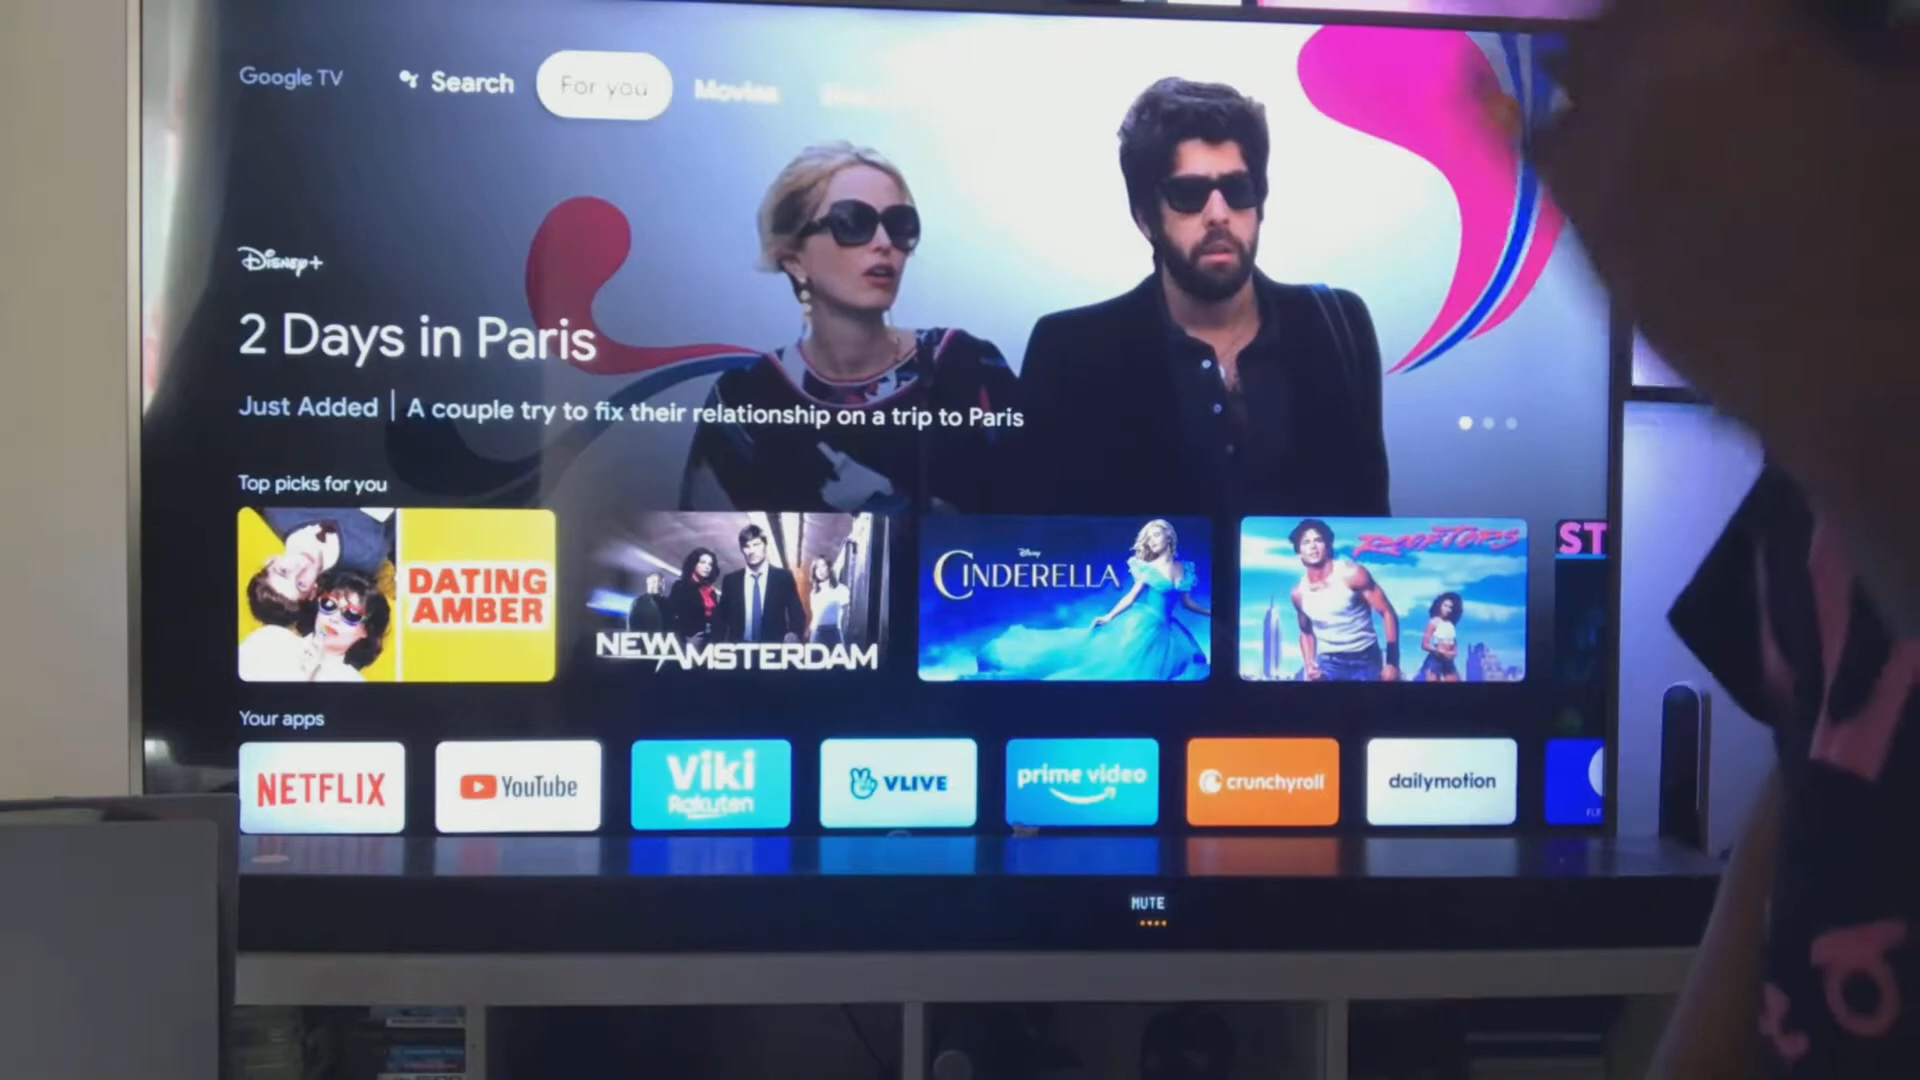 Google TV
Search
For you
Movies
Disney+
2 Days in Paris
Just Added | A couple try to fix their relationship on a trip to Paris
Top picks for you
DATING
AMBER
NEW AMSTERDAM
Disney
CINDERELLA
ROOFTOPS
ST
Your apps
NETFLIX
YouTube
Viki
Rakuten
VLIVE
prime video
crunchyroll
dailymotion
MUTE